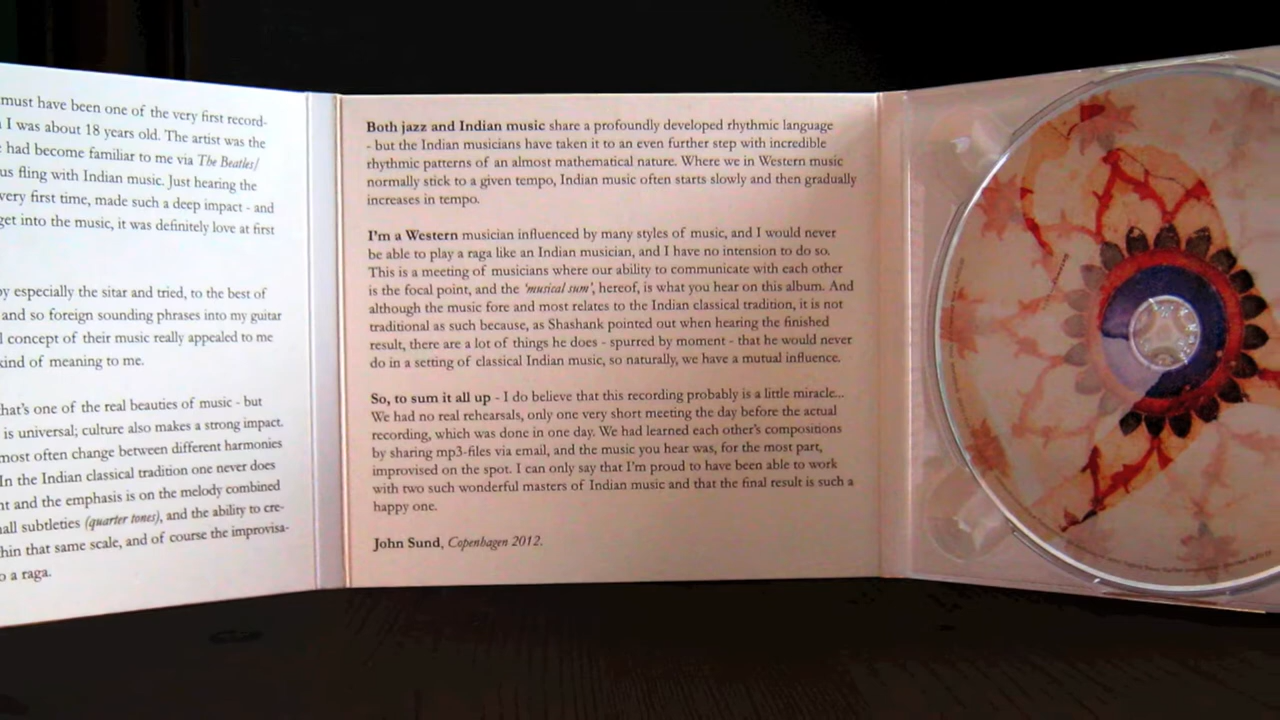 must have been one of the very first record-
I was about 18 years old. The artist was the
had become familiar to me via The Beatles/
us fling with Indian music. Just hearing the
very first time, made such a deep impact - and
get into the music, it was definitely love at first
by especially the sitar and tried, to the best of
and so foreign sounding phrases into my guitar
l concept of their music really appealed to me
kind of meaning to me.
hat's one of the real beauties of music - but
is universal; culture also makes a strong impact.
most often change between different harmonies
In the Indian classical tradition one never does
nt and the emphasis is on the melody combined
all subtleties (quarter tones), and the ability to cre-
hin that same scale, and of course the improvisa-
o a raga.
Both jazz and Indian music share a profoundly developed rhythmic language
- but the Indian musicians have taken it to an even further step with incredible
rhythmic patterns of an almost mathematical nature. Where we in Western music
normally stick to a given tempo, Indian music often starts slowly and then gradually
increases in tempo.
I'm a Western musician influenced by many styles of music, and I would never
be able to play a raga like an Indian musician, and I have no intension to do so.
This is a meeting of musicians where our ability to communicate with each other
is the focal point, and the 'musical sum', hereof, is what you hear on this album. And
although the music fore and most relates to the Indian classical tradition, it is not
traditional as such because, as Shashank pointed out when hearing the finished
result, there are a lot of things he does - spurred by moment - that he would never
do in a setting of classical Indian music, so naturally, we have a mutual influence.
So, to sum it all up - I do believe that this recording probably is a little miracle...
We had no real rehearsals, only one very short meeting the day before the actual
recording, which was done in one day. We had learned each other's compositions
by sharing mp3-files via email, and the music you hear was, for the most part,
improvised on the spot. I can only say that I'm proud to have been able to work
with two such wonderful masters of Indian music and that the final result is such a
happy one.
John Sund, Copenhagen 2012.